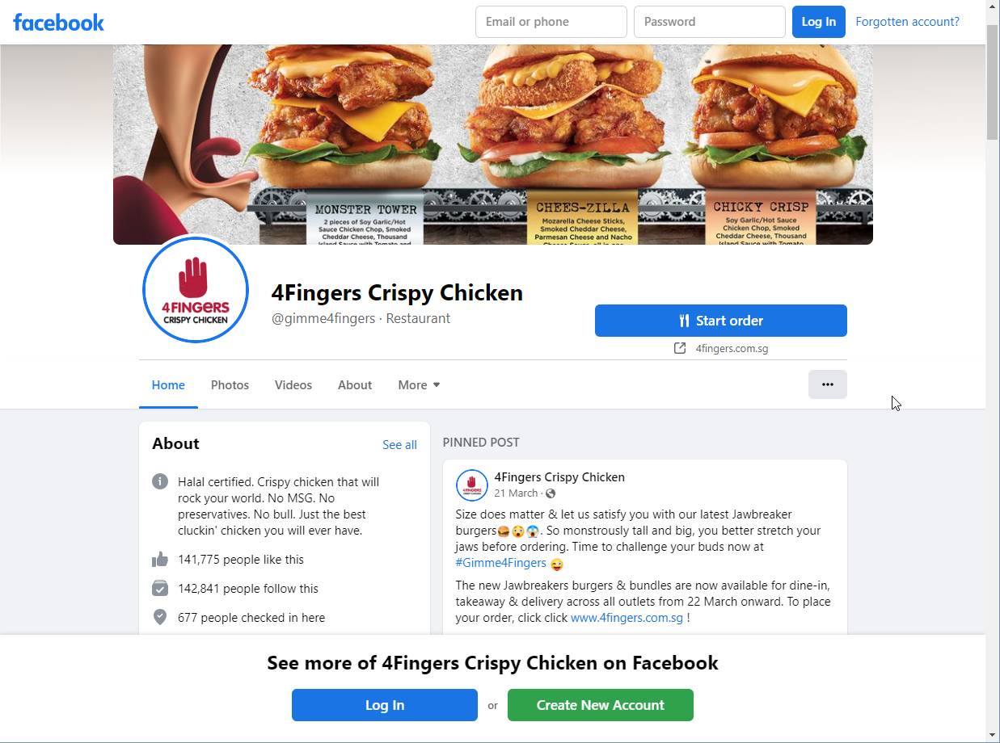 facebook
Email or phone
Password
Log In
Forgotten account?
MONSTER TOWER
2 pieces of Soy Garlic/Hot
Sauce Chicken Chop, Smoked
Cheddar Cheese, Thousand
Island Sauce with Tomato and
CHEES-ZILLA
Mozarella Cheese Sticks,
Smoked Cheddar Cheese,
Parmesan Cheese and Nacho
Cheese Sauce, all in one
CHICKY CRISP
Soy Garlic/Hot Sauce
Chicken Chop, Smoked
Cheddar Cheese, Thousand
Island Sauce with Tomato
4FINGERS
CRISPY CHICKEN
4Fingers Crispy Chicken
@gimme4fingers · Restaurant
Start order
4fingers.com.sg
Home
Photos
Videos
About
More
About
See all
Halal certified. Crispy chicken that will
rock your world. No MSG. No
preservatives. No bull. Just the best
cluckin' chicken you will ever have.
141,775 people like this
142,841 people follow this
677 people checked in here
PINNED POST
4FINGERS
CRISPY CHICKEN
4Fingers Crispy Chicken
21 March ·
Size does matter & let us satisfy you with our latest Jawbreaker
burgers🍔😲😱. So monstrously tall and big, you better stretch your
jaws before ordering. Time to challenge your buds now at
#Gimme4Fingers 😜
The new Jawbreakers burgers & bundles are now available for dine-in,
takeaway & delivery across all outlets from 22 March onward. To place
your order, click click www.4fingers.com.sg !
See more of 4Fingers Crispy Chicken on Facebook
Log In
or
Create New Account